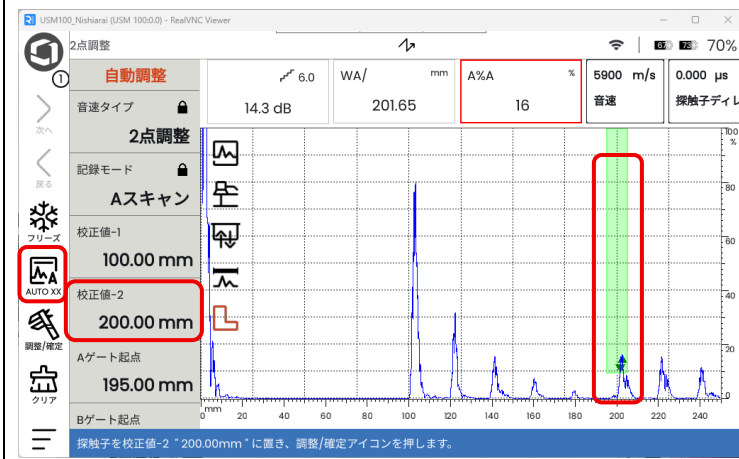 USM100_Nishiarai (USM 100:0.0) - RealVNC Viewer
2点調整
67 73 70%
1
次へ
戻る
フリーズ
AUTO XX
調整/確定
クリア
自動調整
音速タイプ
2点調整
記録モード
Aスキャン
校正値-1
100.00 mm
校正値-2
200.00 mm
Aゲート起点
195.00 mm
Bゲート起点
6.0
14.3 dB
WA/ mm
201.65
A%A %
16
5900 m/s
音速
0.000 µs
探触子ディレ
100
%
80
60
40
20
0
mm
0 20 40 60 80 100 120 140 160 180 200 220 240
探触子を校正値-2 "200.00mm"に置き、調整/確定アイコンを押します。